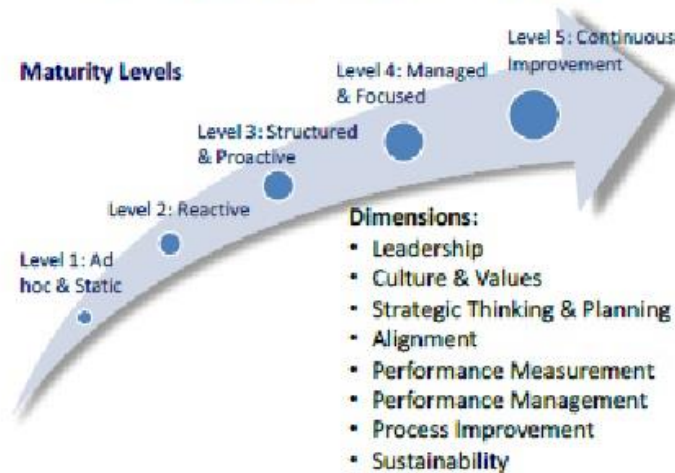 Maturity Levels
Level 5: Continuous
Improvement
Level 4: Managed
& Focused
Level 3: Structured
& Proactive
Level 2: Reactive
Level 1: Ad
hoc & Static
Dimensions:
• Leadership
• Culture & Values
• Strategic Thinking & Planning
• Alignment
• Performance Measurement
• Performance Management
• Process Improvement
• Sustainability